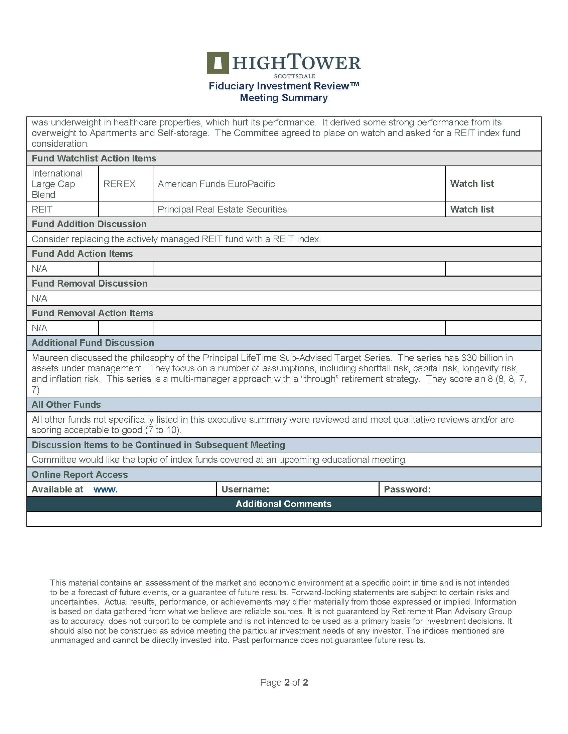 HIGHTOWER
SCOTTSDALE
Fiduciary Investment Review™
Meeting Summary
was underweight in healthcare properties, which hurt its performance. It derived some strong performance from its
overweight to Apartments and Self-storage. The Committee agreed to place on watch and asked for a REIT index fund
consideration.
Fund Watchlist Action Items
International
Large Cap
Blend
REREX
American Funds EuroPacific
Watch list
REIT
Principal Real Estate Securities
Watch list
Fund Addition Discussion
Consider replacing the actively managed REIT fund with a REIT index
Fund Add Action Items
N/A
Fund Removal Discussion
N/A
Fund Removal Action Items
N/A
Additional Fund Discussion
Maureen discussed the philosophy of the Principal LifeTime Sub-Advised Target Series. The series has $30 billion in
assets under management. They focus on a number of assumptions, including shortfall risk, capital risk, longevity risk,
and inflation risk. This series is a multi-manager approach with a "through" retirement strategy. They score an 8 (8, 8, 7,
7)
All Other Funds
All other funds not specifically listed in this executive summary were reviewed and meet qualitative reviews and/or are
scoring acceptable to good (7 to 10).
Discussion Items to be Continued in Subsequent Meeting
Committee would like the topic of index funds covered at an upcoming educational meeting
Online Report Access
Available at www.
Username:
Password:
Additional Comments
This material contains an assessment of the market and economic environment at a specific point in time and is not intended
to be a forecast of future events, or a guarantee of future results. Forward-looking statements are subject to certain risks and
uncertainties. Actual results, performance, or achievements may differ materially from those expressed or implied. Information
is based on data gathered from what we believe are reliable sources. It is not guaranteed by Retirement Plan Advisory Group
as to accuracy, does not purport to be complete and is not intended to be used as a primary basis for investment decisions. It
should also not be construed as advice meeting the particular investment needs of any investor. The indices mentioned are
unmanaged and cannot be directly invested into. Past performance does not guarantee future results.
Page 2 of 2